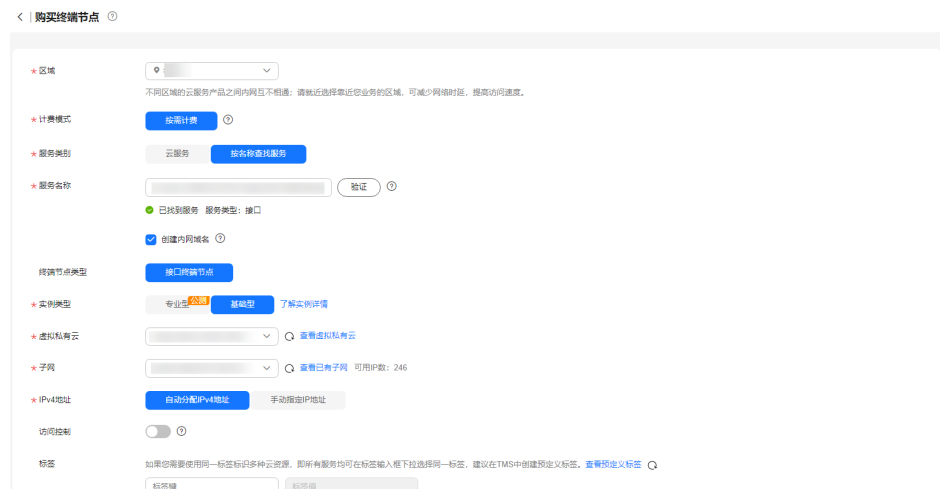 购买终端节点
区域
不同区域的云服务产品之间内网互不相通；请就近选择靠近您业务的区域，可减少网络时延，提高访问速度。
计费模式 按需计费
服务类别 云服务 按名称查找服务
服务名称 验证
已找到服务 服务类型：接口
创建内网域名
终端节点类型 接口终端节点
实例类型 专业型 公测 基础型 了解实例详情
虚拟私有云 查看虚拟私有云
子网 查看已有子网 可用IP数：246
IPv4地址 自动分配IPv4地址 手动指定IP地址
访问控制
标签 如果您需要使用同一标签标识多种云资源，即所有服务均可在标签输入框下拉选择同一标签，建议在TMS中创建预定义标签。查看预定义标签
标签键 标签值